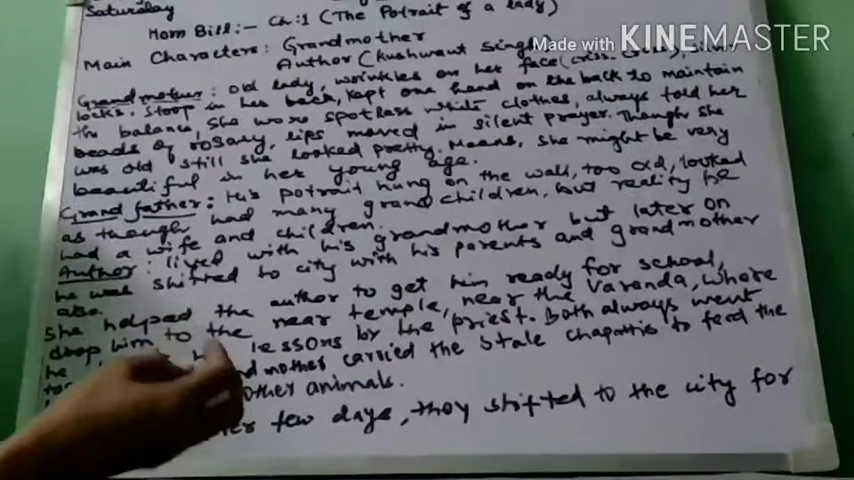 Saturday
Horn Bill:- Ch:1 (The Potrait of a lady)
Made with KINEMASTER
Main Characters: Grandmother
Author (Kushwant Singh)
Grandmother: old lady, wrinkles on her face (criss-cross),
locks. Stoop in her back, kept one hand on the back to maintain
the balance, she wore spotless white clothes, always told her
beads of rosary, lips moved in silent prayer. Though she
was old still she looked pretty. Means, she might be very
beautiful in her young age.
Grand father: His potrait hung on the wall, too old, looked
as though had many grand children, but reality he
had a wife and children.
Author: lived with his grandmother but later on
he was shitted to city with his parents and grandmother
also.
She helped the author to get him ready for school,
drop him to the near temple, near the Varanda, where
he lessons by the priest. Both always went
mother, carried the stale chapattis to feed the
other animals.
few days, they shifted to the city for